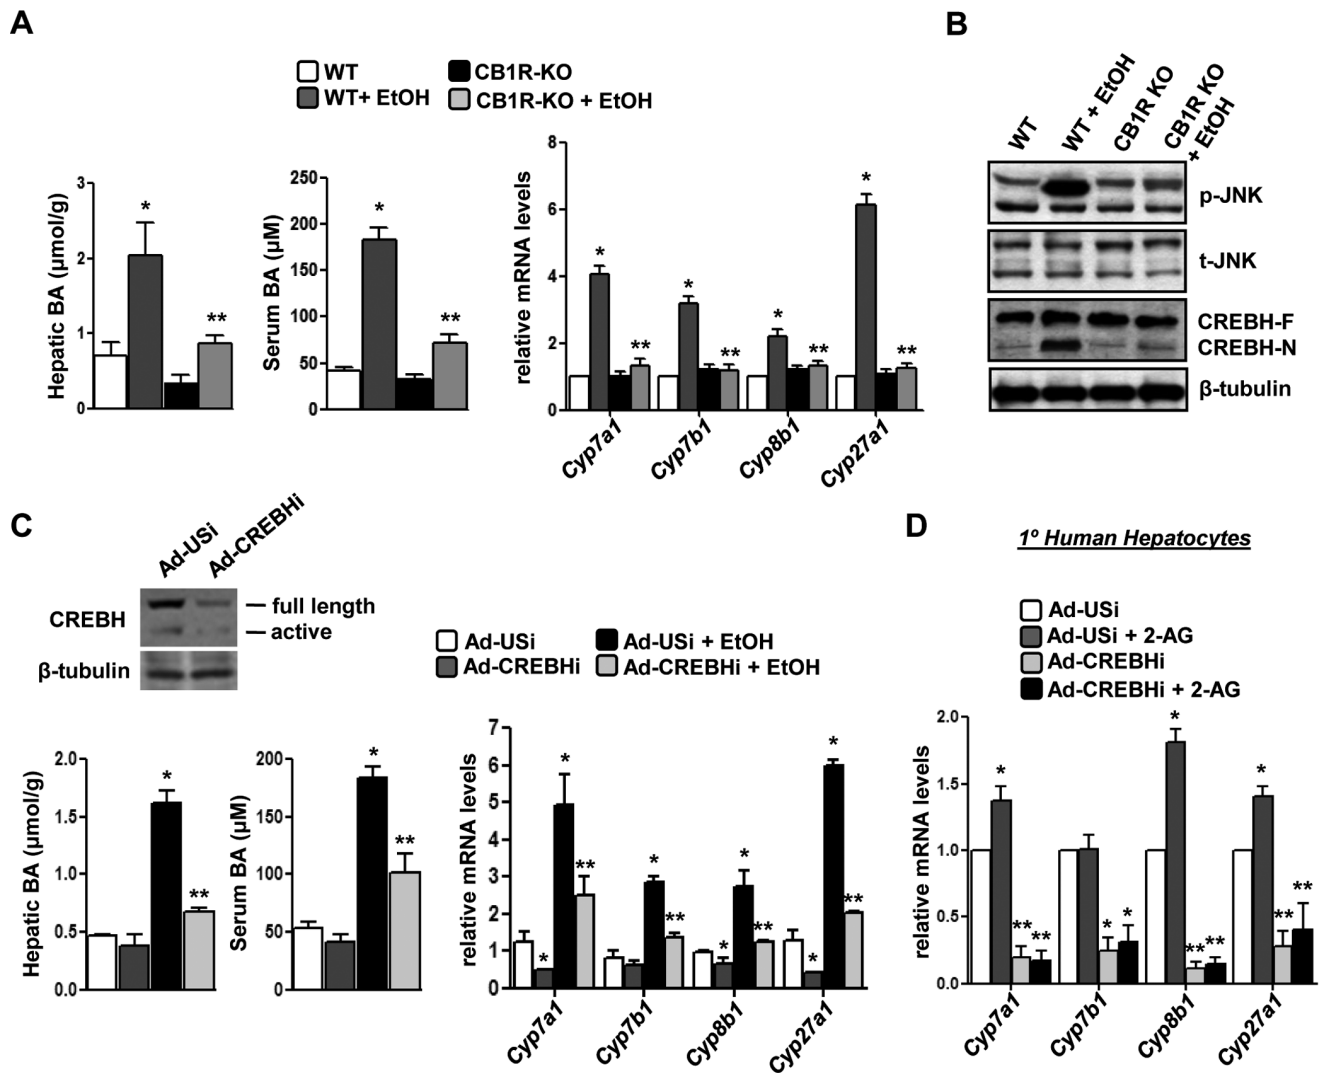 A
WT
CB1R-KO
WT+ EtOH
CB1R-KO + EtOH
Hepatic BA (μmol/g)
3
2
1
0
*
**
Serum BA (μM)
250
200
150
100
50
0
*
**
relative mRNA levels
8
6
4
2
1
0
*
**
*
**
*
**
*
**
Cyp7a1
Cyp7b1
Cyp8b1
Cyp27a1
B
WT
WT + EtOH
CB1R KO
CB1R KO
+ EtOH
p-JNK
t-JNK
CREBH-F
CREBH-N
β-tubulin
C
Ad-USi
Ad-CREBHi
CREBH
full length
active
β-tubulin
Ad-USi
Ad-USi + EtOH
Ad-CREBHi
Ad-CREBHi + EtOH
Hepatic BA (μmol/g)
2.0
1.5
1.0
0.5
0.0
*
**
Serum BA (μM)
200
150
100
50
0
*
**
relative mRNA levels
7
6
5
4
3
2
1
0
*
*
**
*
**
*
*
**
*
*
**
Cyp7a1
Cyp7b1
Cyp8b1
Cyp27a1
D
1º Human Hepatocytes
Ad-USi
Ad-USi + 2-AG
Ad-CREBHi
Ad-CREBHi + 2-AG
relative mRNA levels
2.0
1.5
1.0
0.5
0.0
*
**
**
*
*
*
**
**
*
**
**
Cyp7a1
Cyp7b1
Cyp8b1
Cyp27a1